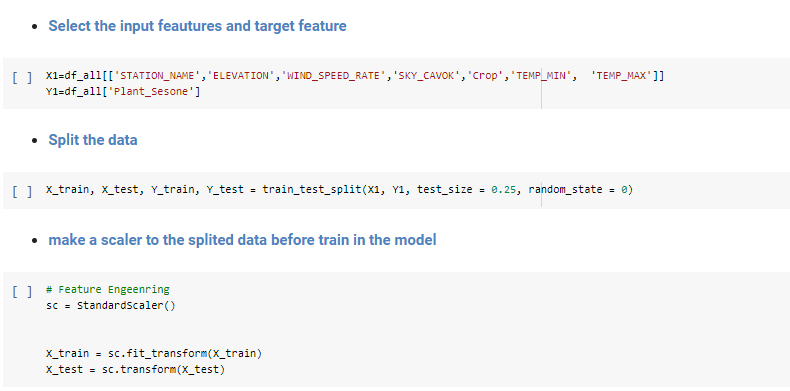 Select the input feautures and target feature
[ ] X1=df_all[['STATION_NAME','ELEVATION','WIND_SPEED_RATE','SKY_CAVOK','Crop','TEMP_MIN', 'TEMP_MAX']]
Y1=df_all['Plant_Sesone']
Split the data
[ ] X_train, X_test, Y_train, Y_test = train_test_split(X1, Y1, test_size = 0.25, random_state = 0)
make a scaler to the splited data before train in the model
[ ] # Feature Engeenring
sc = StandardScaler()
X_train = sc.fit_transform(X_train)
X_test = sc.transform(X_test)